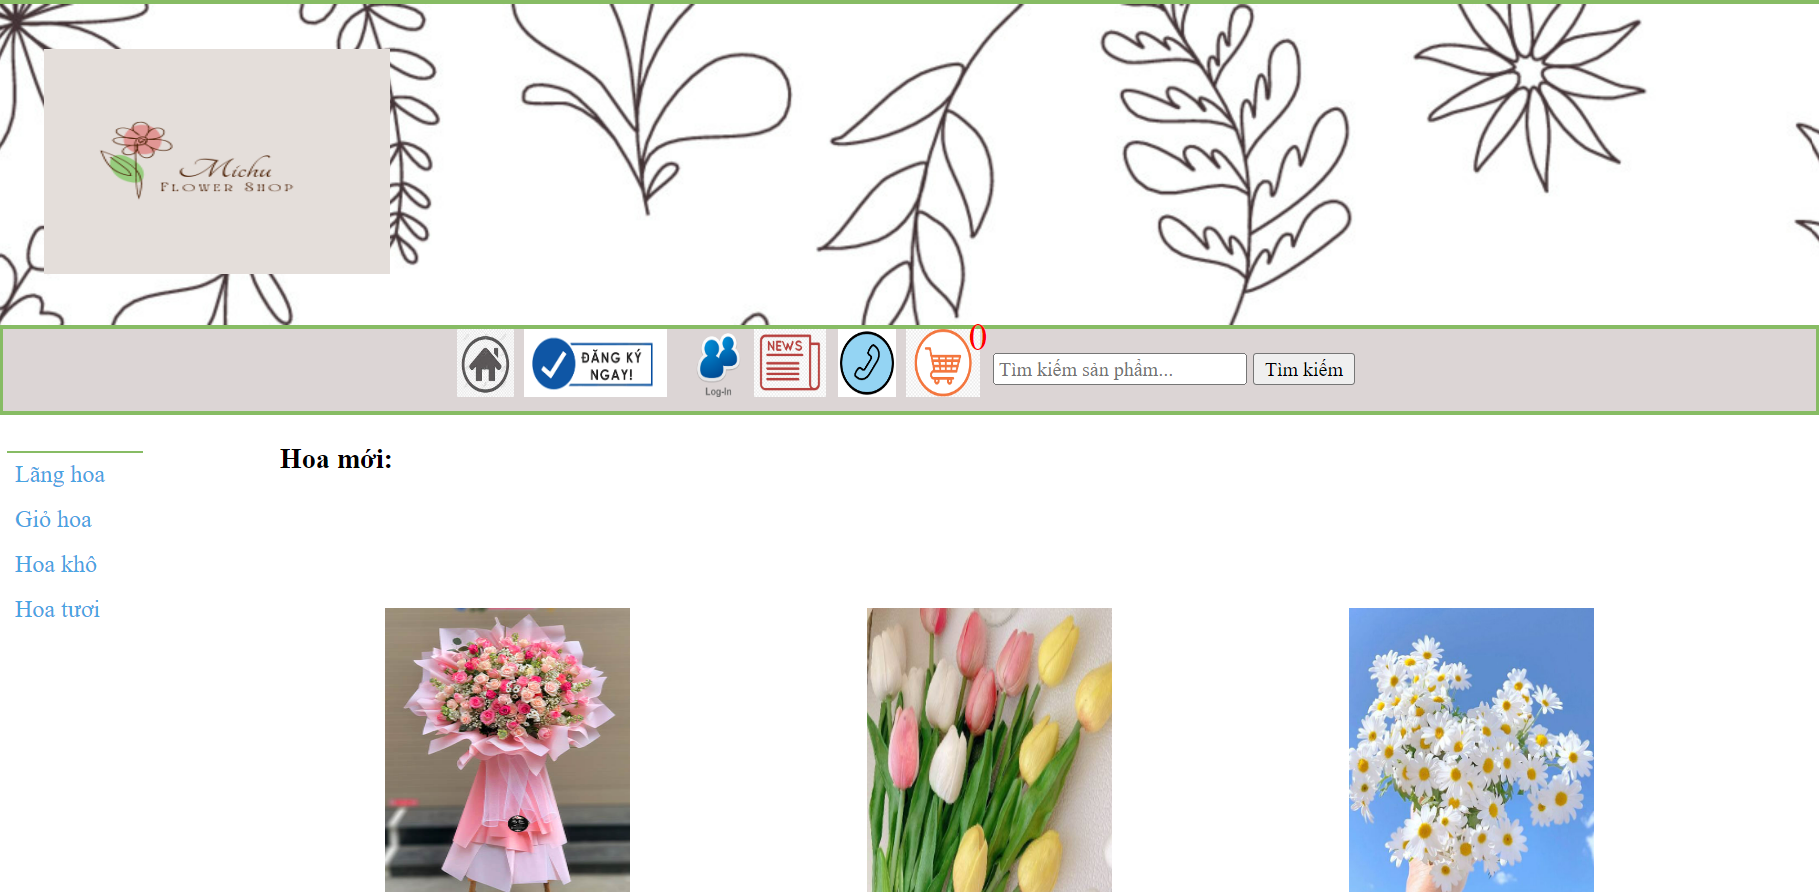 Michu
FLOWER SHOP
ĐĂNG KÝ
NGAY!
Log-In
NEWS
0
Tìm kiếm sản phẩm...
Tìm kiếm
Lãng hoa
Giỏ hoa
Hoa khô
Hoa tươi
Hoa mới: